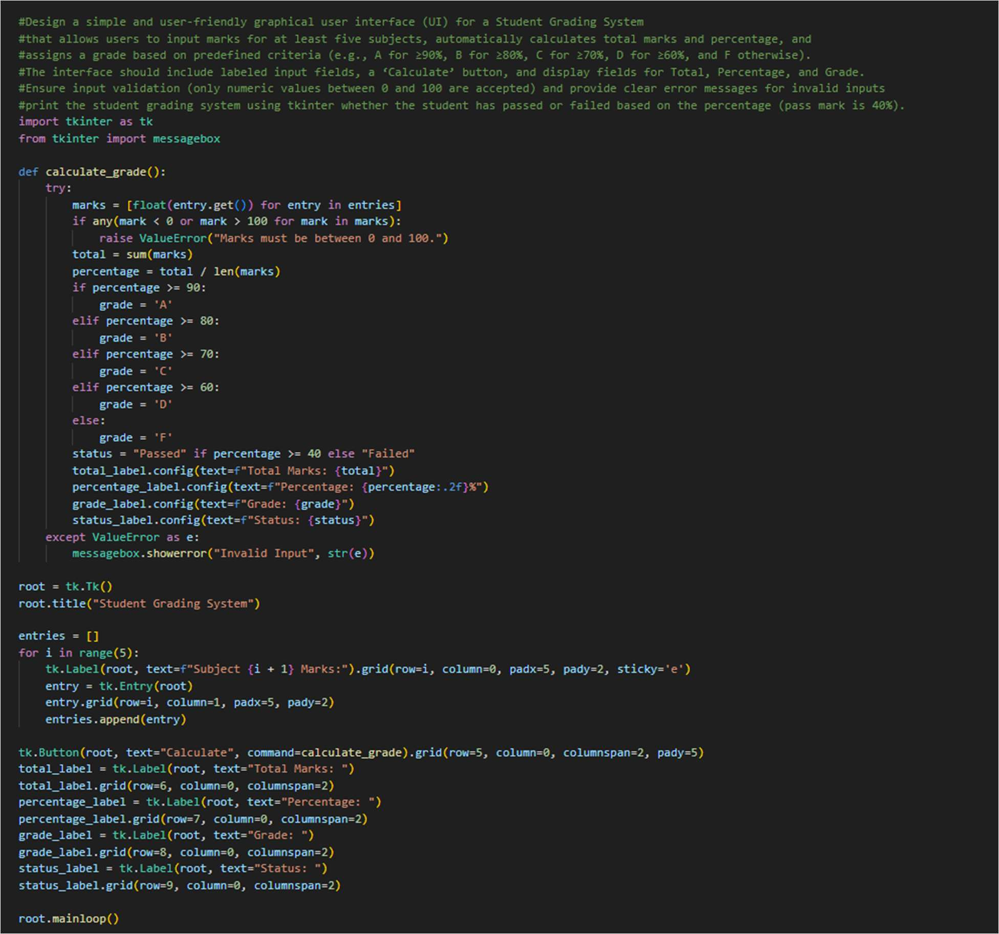 #Design a simple and user-friendly graphical user interface (UI) for a Student Grading System
#that allows users to input marks for at least five subjects, automatically calculates total marks and percentage, and
#assigns a grade based on predefined criteria (e.g., A for ≥90%, B for ≥80%, C for ≥70%, D for ≥60%, and F otherwise).
#The interface should include labeled input fields, a ‘Calculate’ button, and display fields for Total, Percentage, and Grade.
#Ensure input validation (only numeric values between 0 and 100 are accepted) and provide clear error messages for invalid inputs
#print the student grading system using tkinter whether the student has passed or failed based on the percentage (pass mark is 40%).
import tkinter as tk
from tkinter import messagebox

def calculate_grade():
    try:
        marks = [float(entry.get()) for entry in entries]
        if any(mark < 0 or mark > 100 for mark in marks):
            raise ValueError("Marks must be between 0 and 100.")
        total = sum(marks)
        percentage = total / len(marks)
        if percentage >= 90:
            grade = 'A'
        elif percentage >= 80:
            grade = 'B'
        elif percentage >= 70:
            grade = 'C'
        elif percentage >= 60:
            grade = 'D'
        else:
            grade = 'F'
        status = "Passed" if percentage >= 40 else "Failed"
        total_label.config(text=f"Total Marks: {total}")
        percentage_label.config(text=f"Percentage: {percentage:.2f}%")
        grade_label.config(text=f"Grade: {grade}")
        status_label.config(text=f"Status: {status}")
    except ValueError as e:
        messagebox.showerror("Invalid Input", str(e))

root = tk.Tk()
root.title("Student Grading System")

entries = []
for i in range(5):
    tk.Label(root, text=f"Subject {i + 1} Marks:").grid(row=i, column=0, padx=5, pady=2, sticky='e')
    entry = tk.Entry(root)
    entry.grid(row=i, column=1, padx=5, pady=2)
    entries.append(entry)

tk.Button(root, text="Calculate", command=calculate_grade).grid(row=5, column=0, columnspan=2, pady=5)
total_label = tk.Label(root, text="Total Marks: ")
total_label.grid(row=6, column=0, columnspan=2)
percentage_label = tk.Label(root, text="Percentage: ")
percentage_label.grid(row=7, column=0, columnspan=2)
grade_label = tk.Label(root, text="Grade: ")
grade_label.grid(row=8, column=0, columnspan=2)
status_label = tk.Label(root, text="Status: ")
status_label.grid(row=9, column=0, columnspan=2)

root.mainloop()